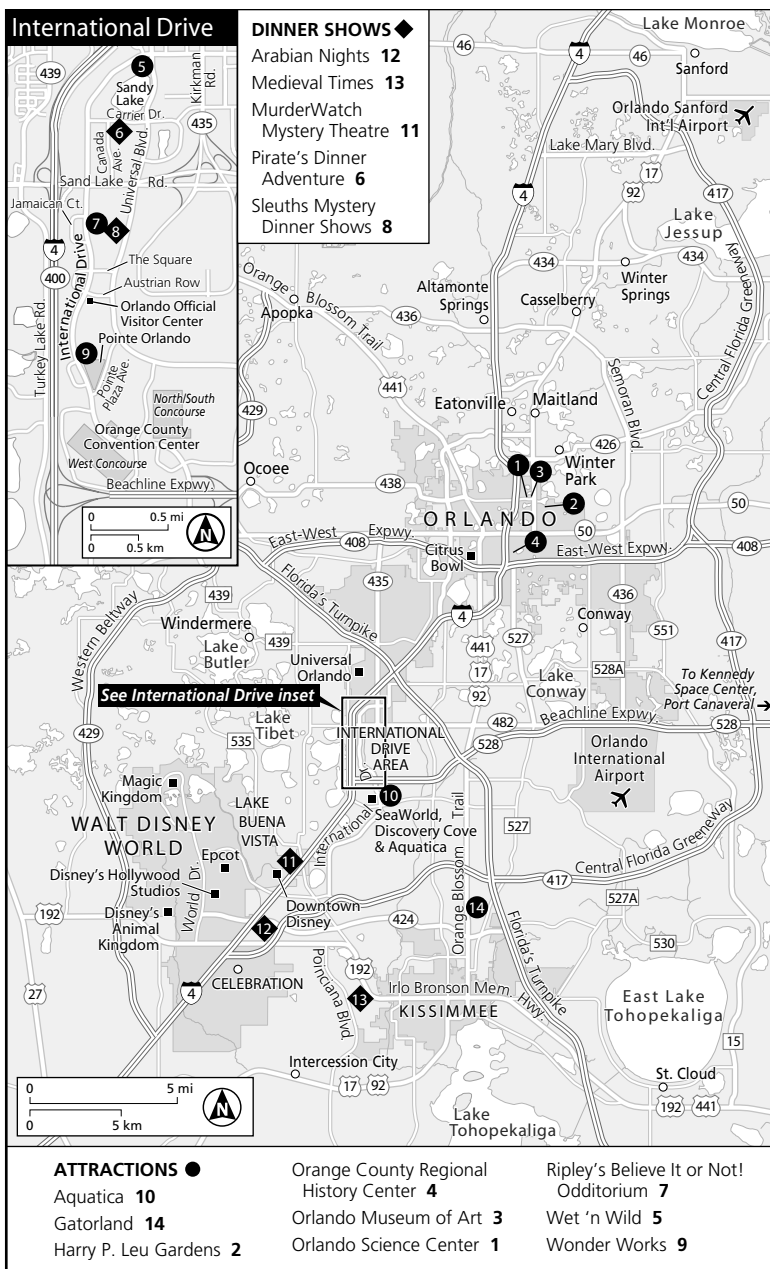 International Drive
439
5
Sandy
Lake
Kirkman
Rd.
Carrier Dr.
435
6
Canada
Ave.
Universal Blvd.
Sand Lake Rd.
Jamaican Ct.
7
8
4
400
The Square
Austrian Row
International Drive
Orlando Official
Visitor Center
Turkey Lake Rd.
9
Pointe Orlando
Pointe
Plaza Ave.
North/South
Concourse
Orange County
Convention Center
West Concourse
Beachline Expwy.
0 0.5 mi
0 0.5 km
N
DINNER SHOWS
Arabian Nights 12
Medieval Times 13
MurderWatch
Mystery Theatre 11
Pirate's Dinner
Adventure 6
Sleuths Mystery
Dinner Shows 8
Lake Monroe
46
4
46
Sanford
Orlando Sanford
Int'l Airport
Lake Mary Blvd.
17
92
417
4
Lake
Jessup
434
434
Winter
Springs
Orange
Blossom Trail
Apopka
Altamonte
Springs
Casselberry
436
Central Florida Greeneway
Semoran Blvd.
441
429
Eatonville
Maitland
426
Winter
Park
1
3
2
Ocoee
438
ORLANDO
50
50
4
East-West Expwy.
408
Citrus
Bowl
East-West Expwy.
408
Florida's Turnpike
435
439
Western Beltway
Windermere
Lake
Butler
439
4
436
Conway
551
441
527
17
92
417
Universal
Orlando
Lake
Conway
528A
To Kennedy
Space Center,
Port Canaveral
See International Drive inset
Lake
Tibet
482
Beachline Expwy.
528
429
535
INTERNATIONAL
DRIVE
AREA
528
Orlando
International
Airport
Magic
Kingdom
Dr.
10
LAKE
BUENA
VISTA
International
SeaWorld,
Discovery Cove
& Aquatica
WALT DISNEY
WORLD
527
Epcot
11
Central Florida Greeneway
417
Disney's Hollywood
Studios
World Dr.
Downtown
Disney
Orange Blossom Trail
527A
192
Disney's
Animal
Kingdom
12
424
14
Florida's Turnpike
530
CELEBRATION
Poinciana Blvd.
192
27
4
13
Irlo Bronson Mem. Hwy.
KISSIMMEE
East Lake
Tohopekaliga
15
Intercession City
17 92
St. Cloud
192 441
0 5 mi
0 5 km
N
Lake
Tohopekaliga
ATTRACTIONS
Aquatica 10
Gatorland 14
Harry P. Leu Gardens 2
Orange County Regional
History Center 4
Orlando Museum of Art 3
Orlando Science Center 1
Ripley's Believe It or Not!
Odditorium 7
Wet 'n Wild 5
Wonder Works 9